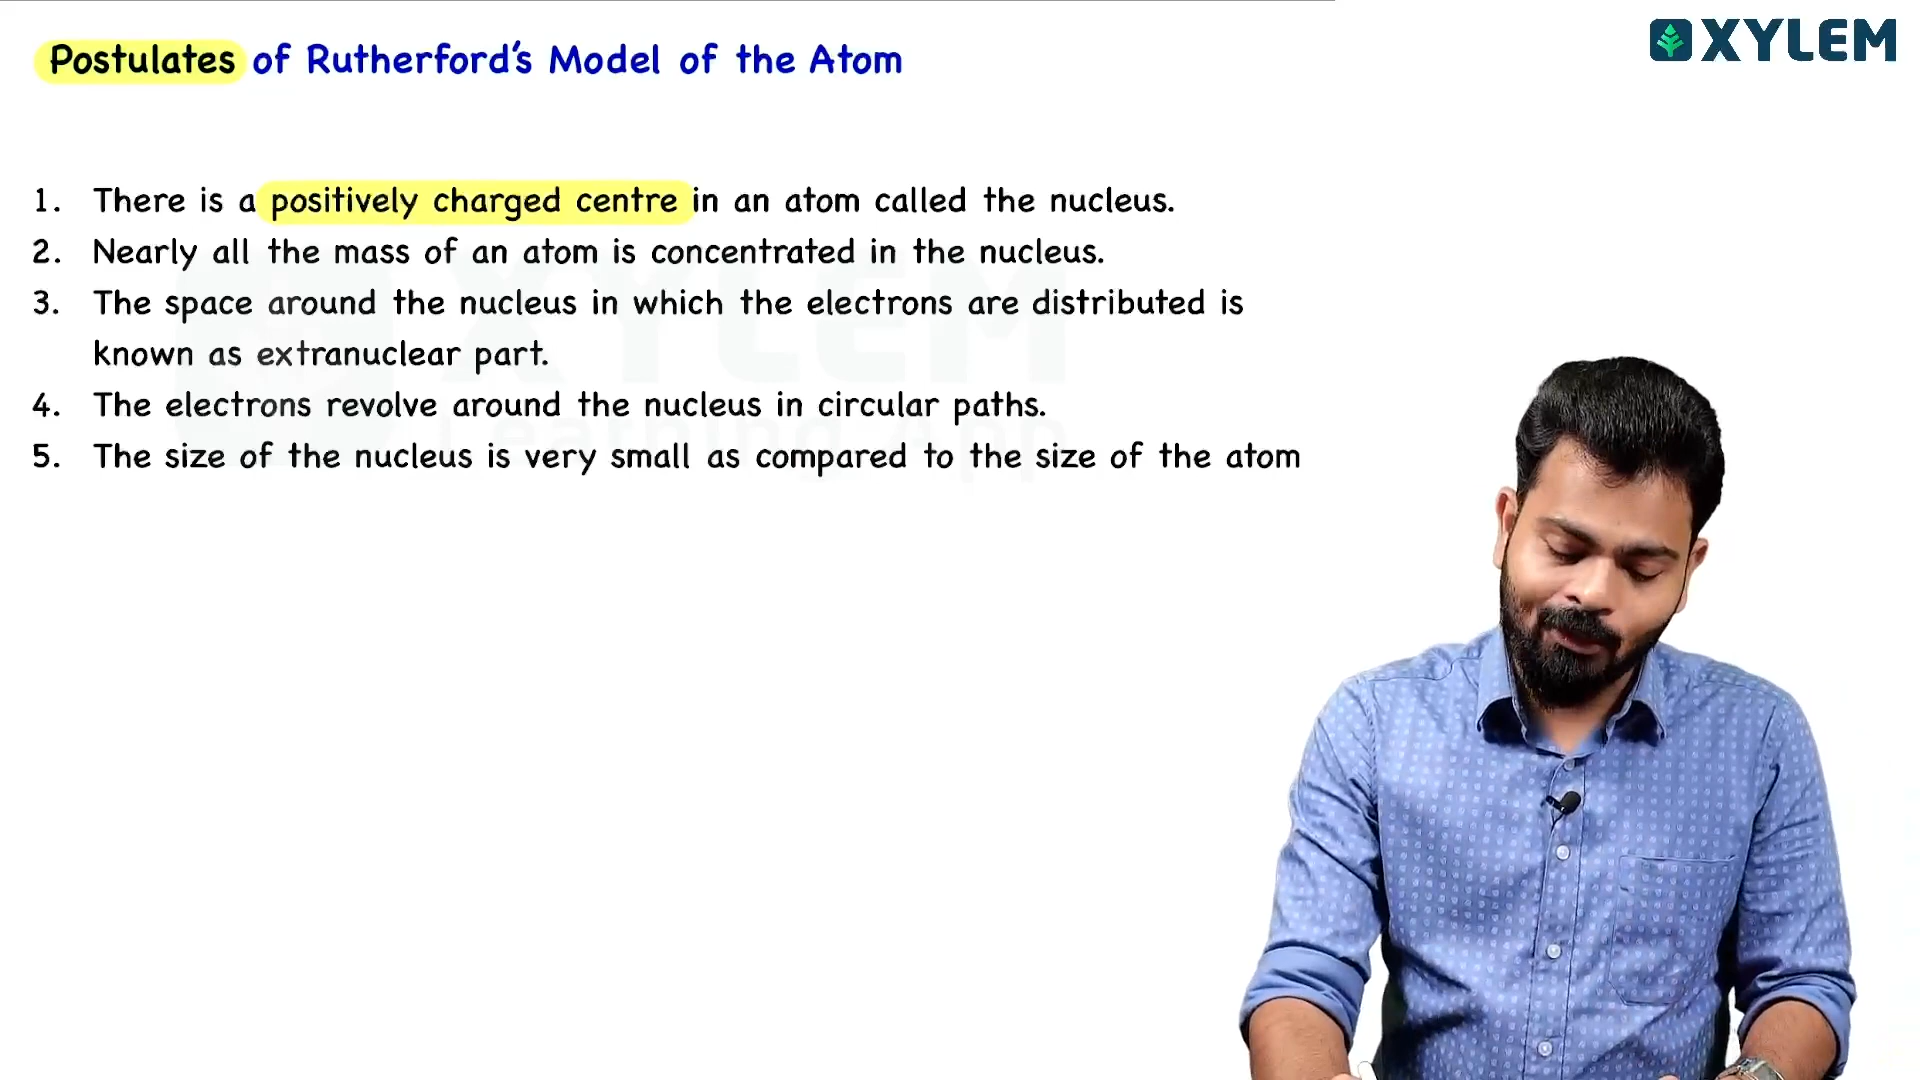 Postulates of Rutherford's Model of the Atom
XYLEM
1. There is a positively charged centre in an atom called the nucleus.
2. Nearly all the mass of an atom is concentrated in the nucleus.
3. The space around the nucleus in which the electrons are distributed is
known as extranuclear part.
4. The electrons revolve around the nucleus in circular paths.
5. The size of the nucleus is very small as compared to the size of the atom
XYLEM
Learning App